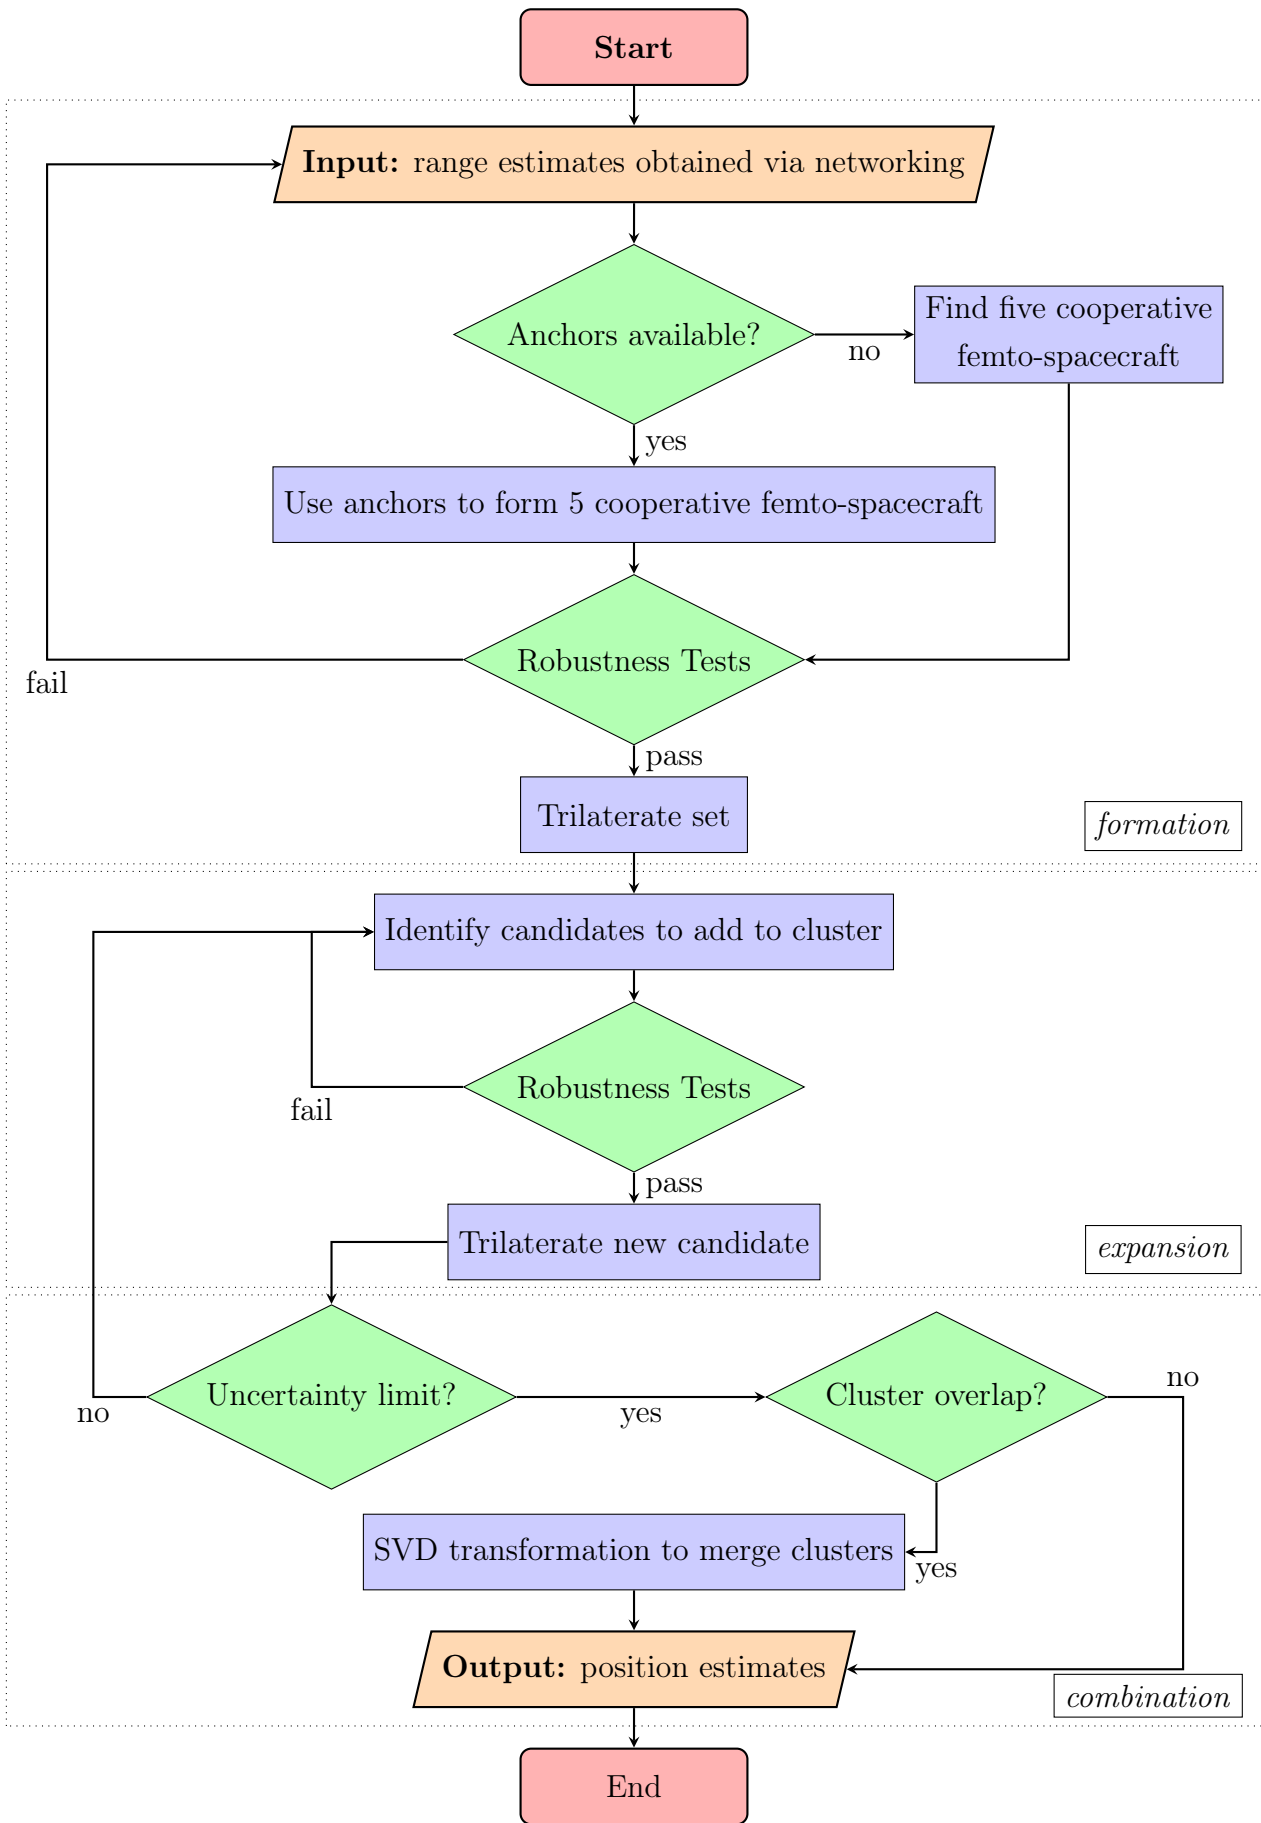 Start
Input: range estimates obtained via networking
Anchors available?
no
Find five cooperative
femto-spacecraft
yes
Use anchors to form 5 cooperative femto-spacecraft
Robustness Tests
fail
pass
Trilaterate set
formation
Identify candidates to add to cluster
Robustness Tests
fail
pass
Trilaterate new candidate
expansion
Uncertainty limit?
no
yes
Cluster overlap?
no
yes
SVD transformation to merge clusters
Output: position estimates
combination
End